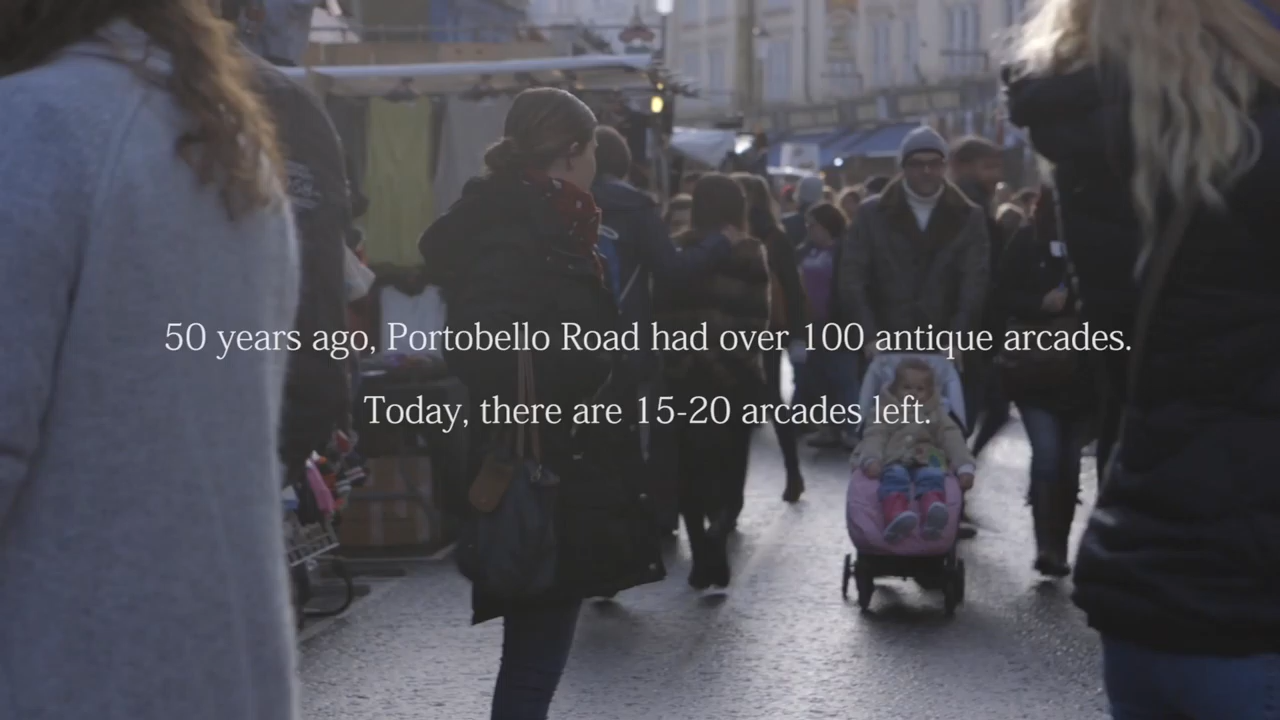 50 years ago, Portobello Road had over 100 antique arcades.
Today, there are 15-20 arcades left.